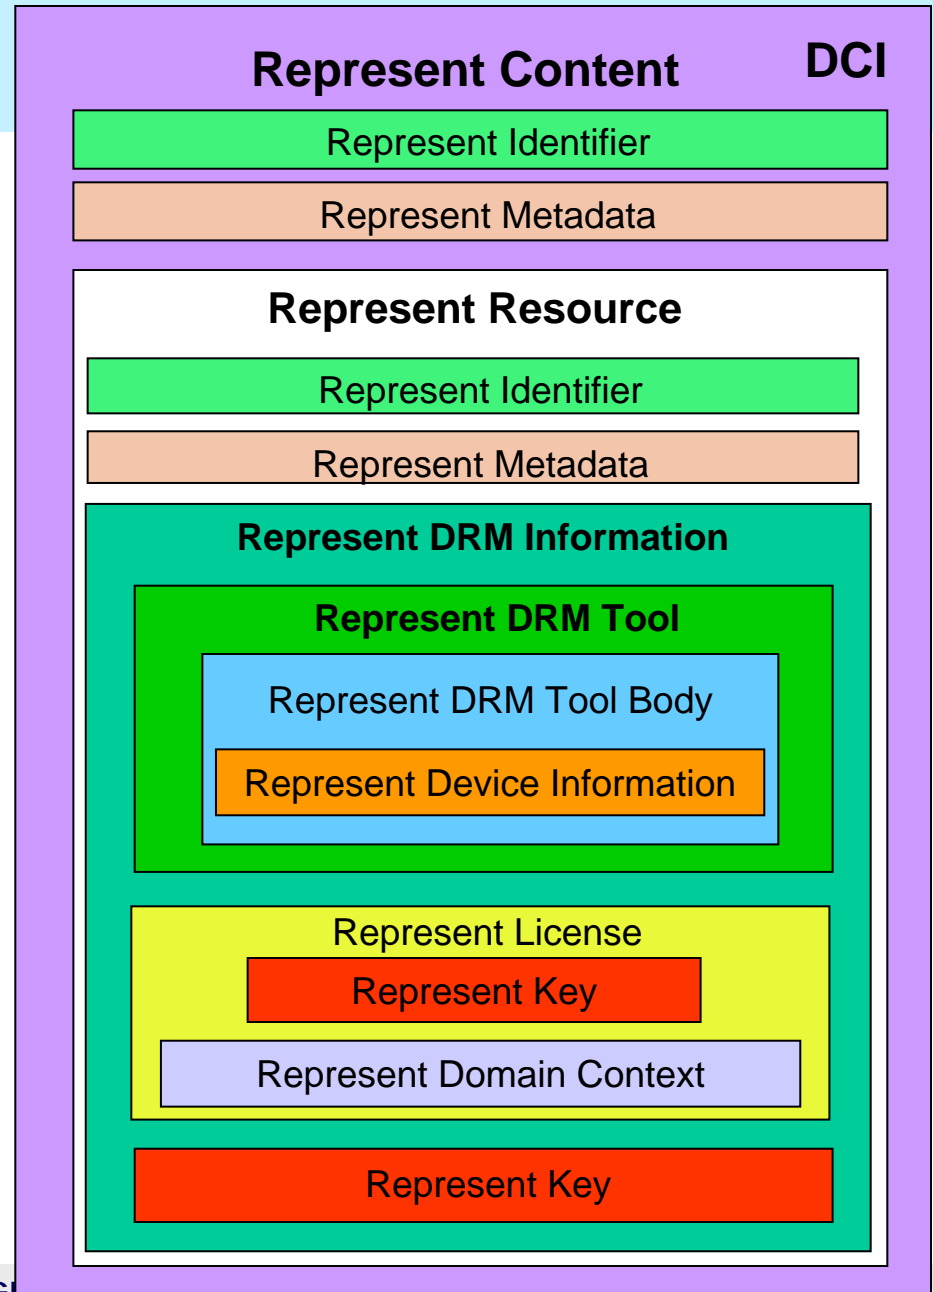 Represent Content
DCI
Represent Identifier
Represent Metadata
Represent Resource
Represent Identifier
Represent Metadata
Represent DRM Information
Represent DRM Tool
Represent DRM Tool Body
Represent Device Information
Represent License
Represent Key
Represent Domain Context
Represent Key